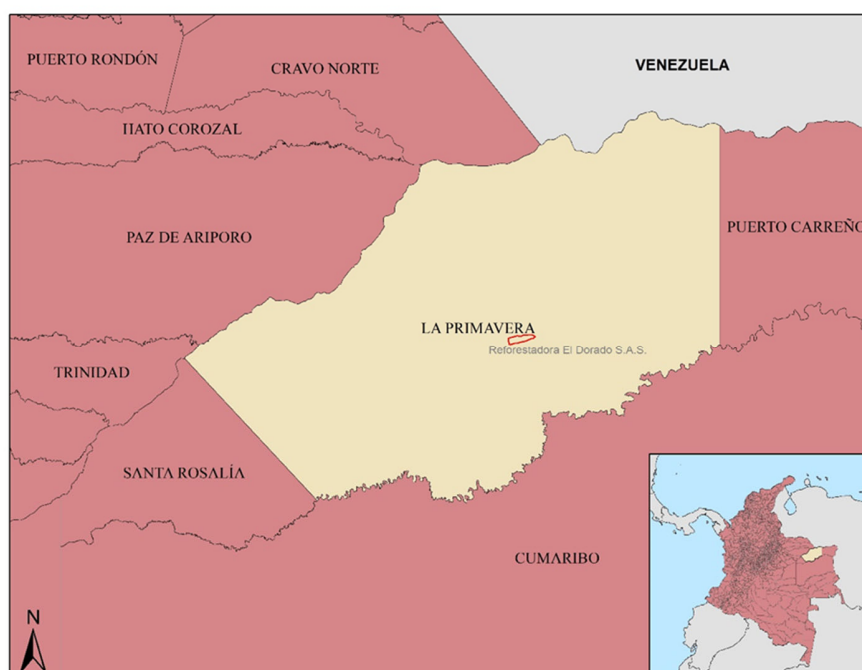 PUERTO RONDÓN
CRAVO NORTE
VENEZUELA
HATO COROZAL
PAZ DE ARIPORO
PUERTO CARREÑO
LA PRIMAVERA
Reforestadora El Dorado S.A.S.
TRINIDAD
SANTA ROSALÍA
CUMARIBO
N